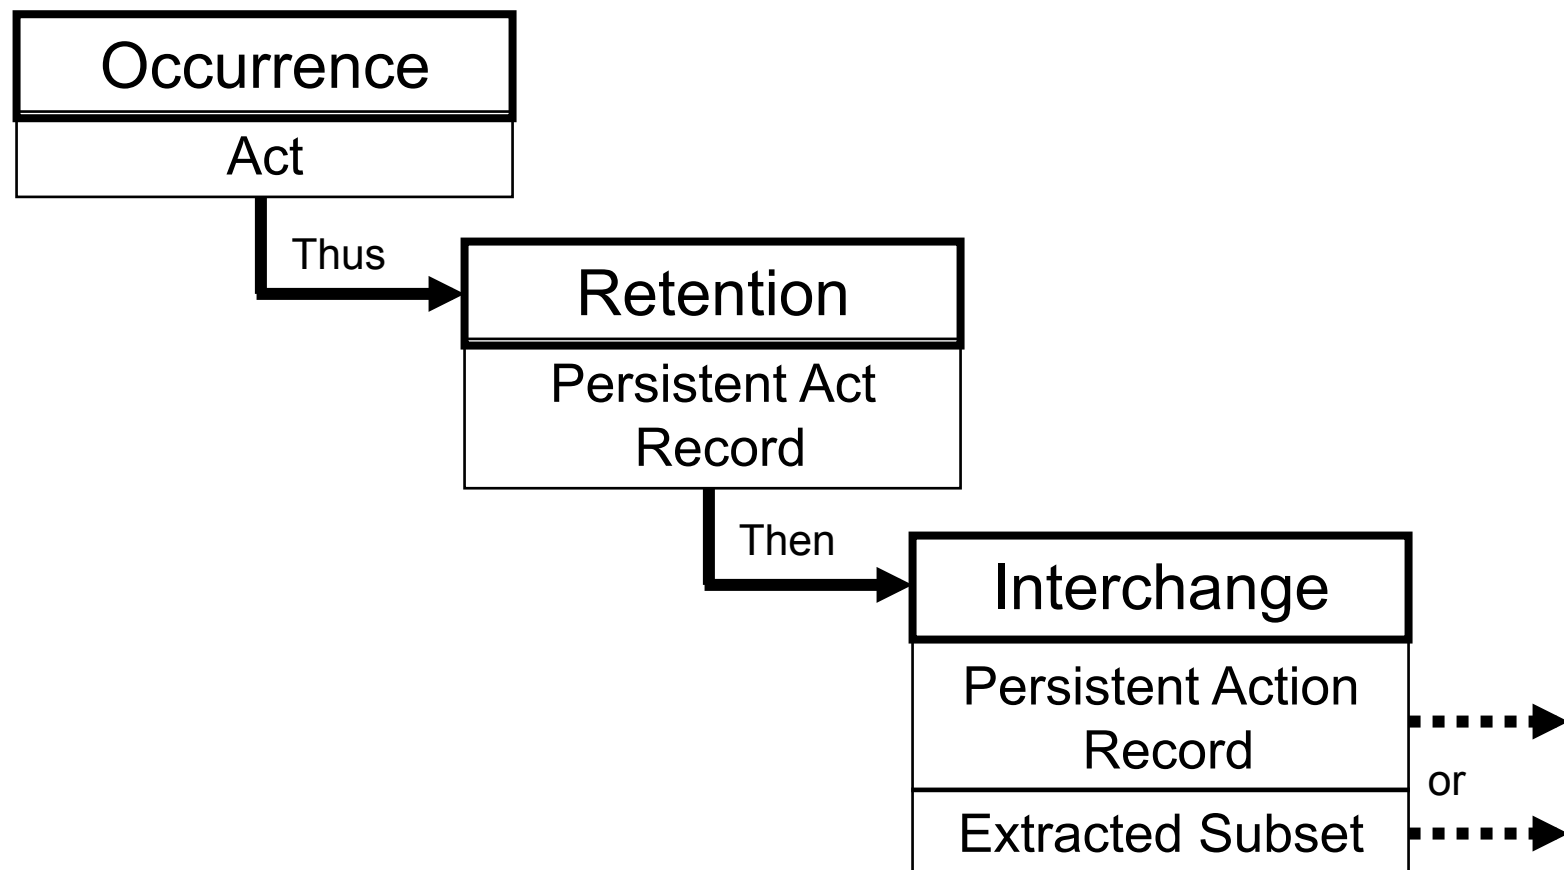 Occurrence
Act
Thus
Retention
Persistent Act
Record
Then
Interchange
Persistent Action
Record
or
Extracted Subset